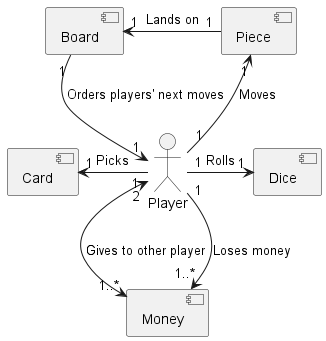 Lands on
Board
1
1
Piece
1
1
Orders players' next moves
Moves
1
1
1
Picks
1
Rolls
1
Card
Dice
Player
1
2
1
Gives to other player
Loses money
1..*
1..*
Money